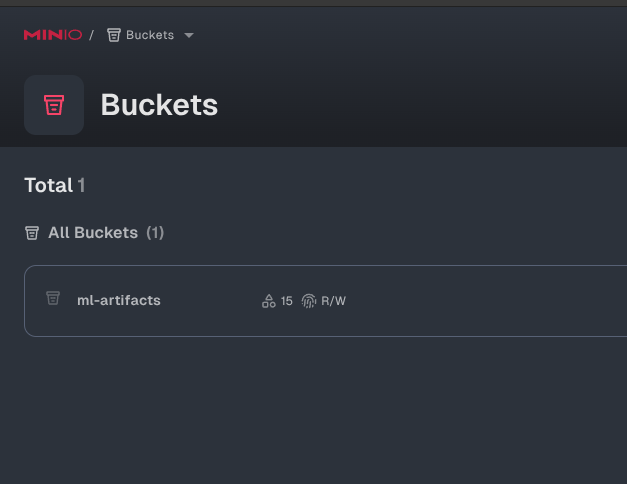 MINIO / Buckets
Buckets
Total 1
All Buckets (1)
ml-artifacts 15 R/W